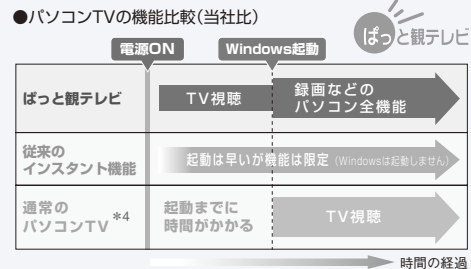 ●パソコンTVの機能比較(当社比)
ぱっと観テレビ
電源ON
Windows起動
ぱっと観テレビ
TV視聴
録画などの
パソコン全機能
従来の
インスタント機能
起動は早いが機能は限定（Windowsは起動しません）
通常の
パソコンTV *4
起動までに
時間がかかる
TV視聴
時間の経過